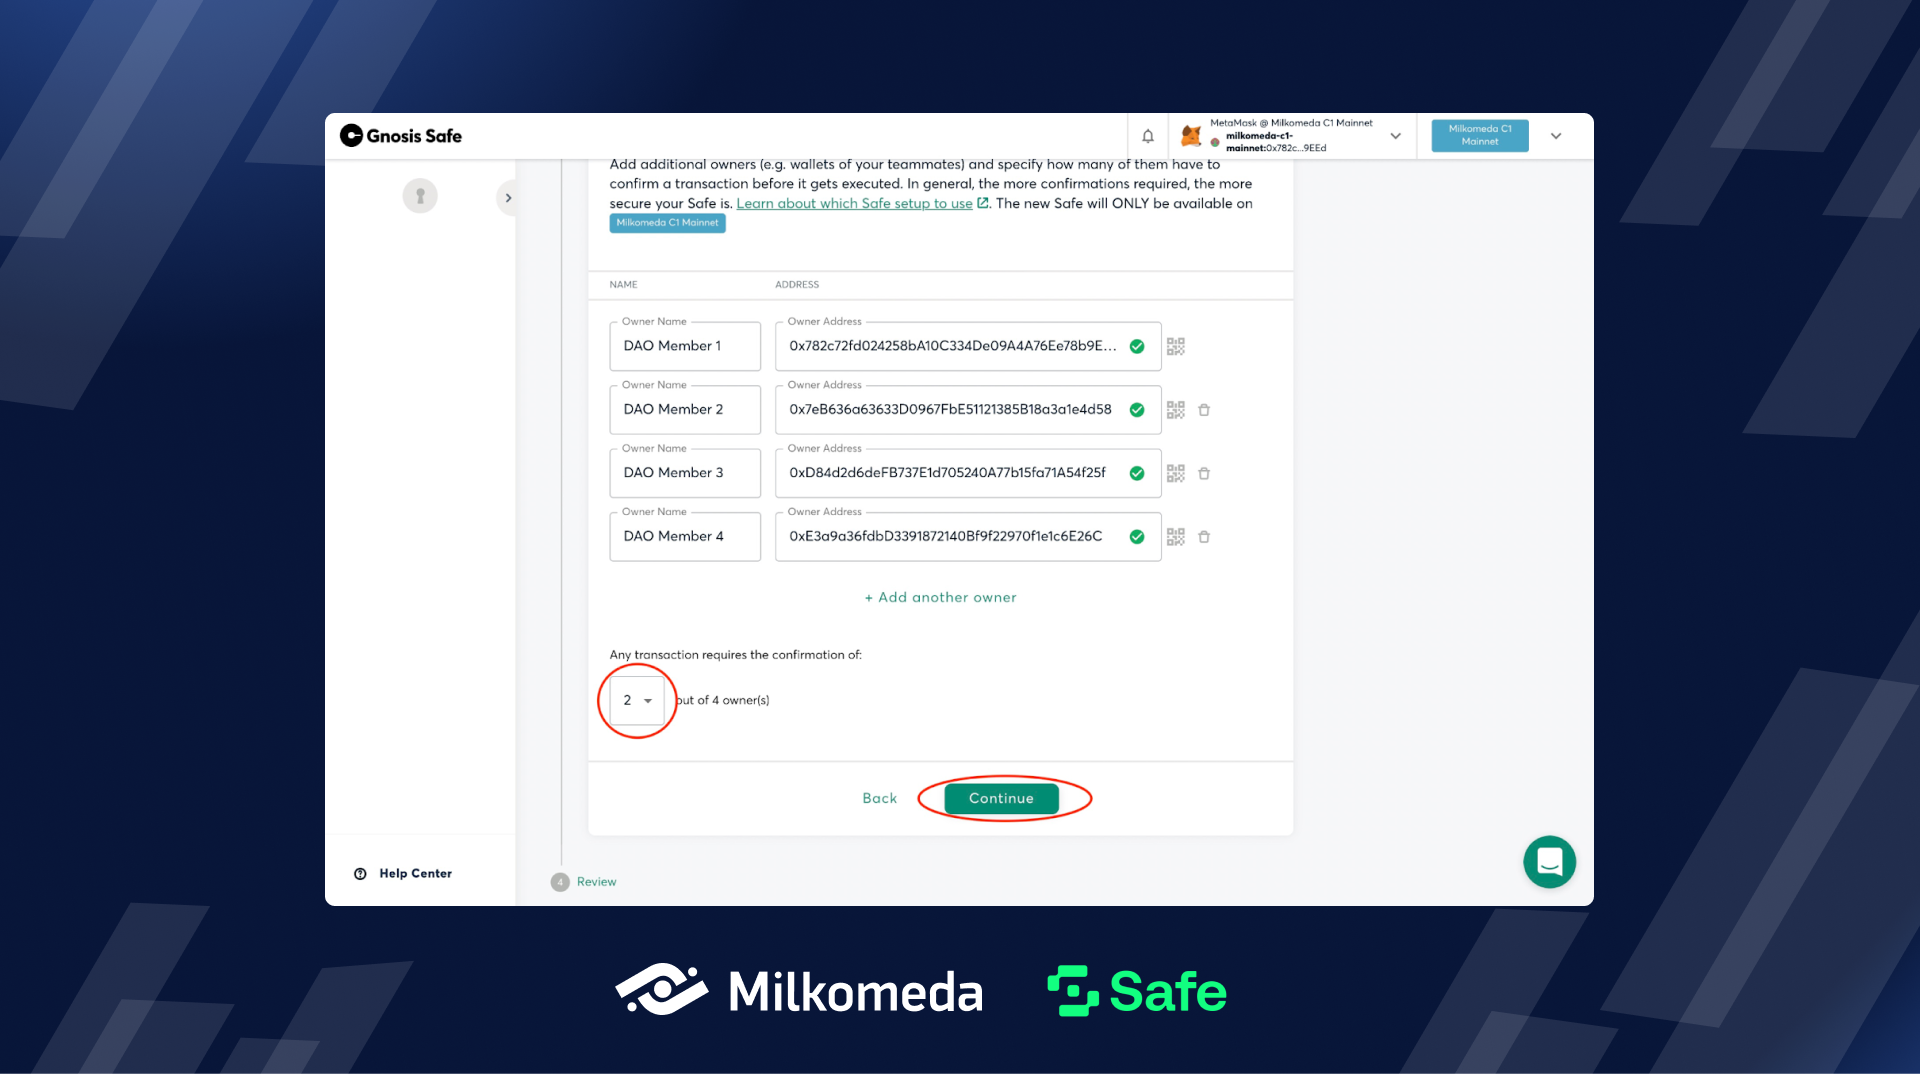 Gnosis Safe
MetaMask @ Milkomeda C1 Mainnet
milkomeda-c1-
mainnet:0x782c...9EEd
Milkomeda C1
Mainnet
Add additional owners (e.g. wallets of your teammates) and specify how many of them have to
confirm a transaction before it gets executed. In general, the more confirmations required, the more
secure your Safe is. Learn about which Safe setup to use. The new Safe will ONLY be available on
Milkomeda C1 Mainnet
NAME ADDRESS
Owner Name Owner Address
DAO Member 1 0x782c72fd024258bA10C334De09A4A76Ee78b9E...
Owner Name Owner Address
DAO Member 2 0x7eB636a63633D0967FbE51121385B18a3a1e4d58
Owner Name Owner Address
DAO Member 3 0xD84d2d6deFB737E1d705240A77b15fa71A54f25f
Owner Name Owner Address
DAO Member 4 0xE3a9a36fdbD3391872140Bf9f22970f1e1c6E26C
+ Add another owner
Any transaction requires the confirmation of:
2 out of 4 owner(s)
Back Continue
Help Center
4 Review
Milkomeda Safe